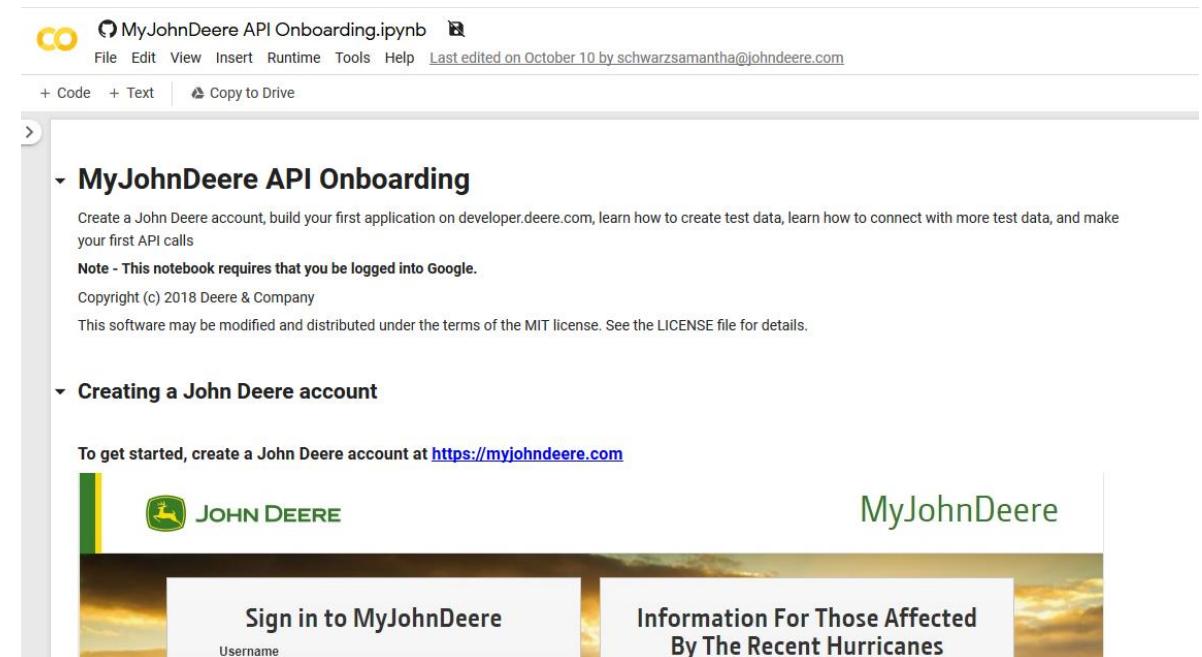 MyJohnDeere API Onboarding.ipynb
File Edit View Insert Runtime Tools Help Last edited on October 10 by schwarzsamantha@johndeere.com
+ Code + Text Copy to Drive
MyJohnDeere API Onboarding
Create a John Deere account, build your first application on developer.deere.com, learn how to create test data, learn how to connect with more test data, and make
your first API calls
Note - This notebook requires that you be logged into Google.
Copyright (c) 2018 Deere & Company
This software may be modified and distributed under the terms of the MIT license. See the LICENSE file for details.
Creating a John Deere account
To get started, create a John Deere account at https://myjohndeere.com
JOHN DEERE
MyJohnDeere
Sign in to MyJohnDeere
Username
Information For Those Affected
By The Recent Hurricanes